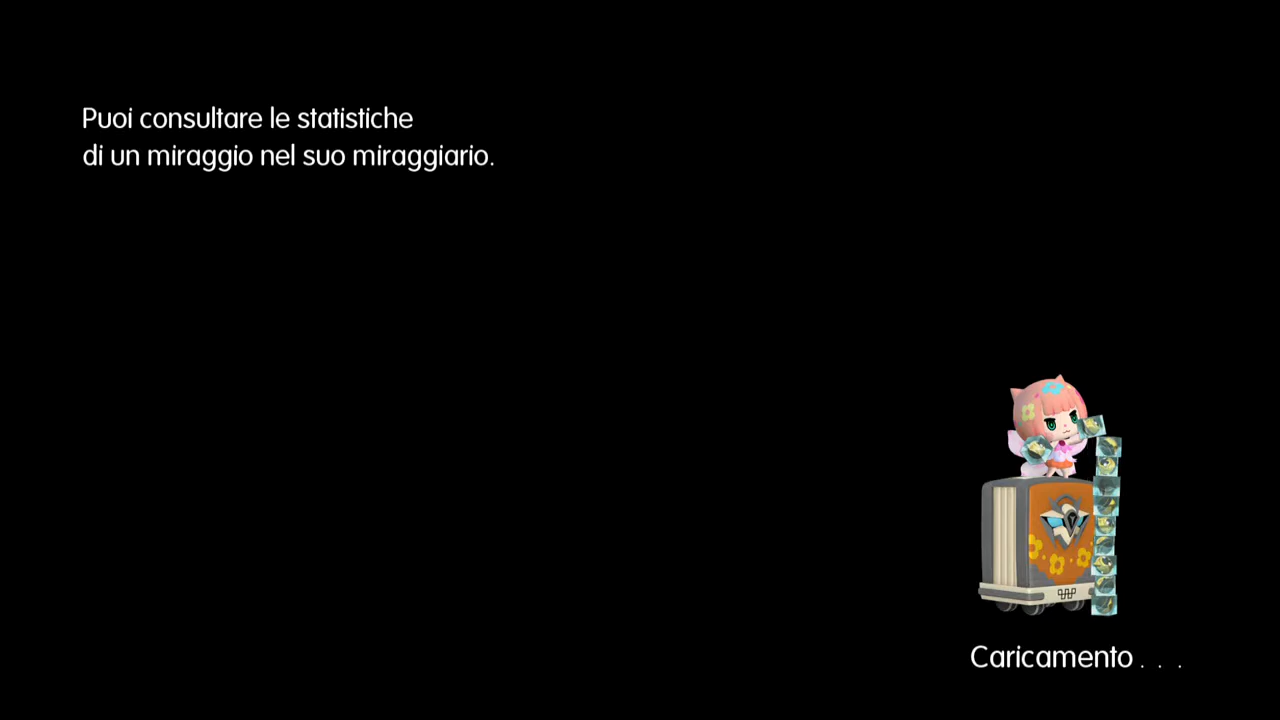 Puoi consultare le statistiche
di un miraggio nel suo miraggiario.
Caricamento . . .